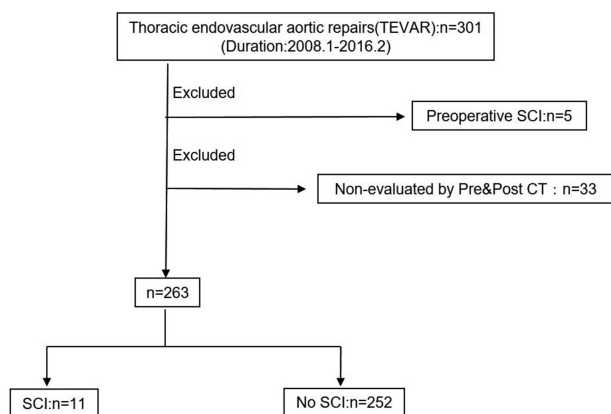 Thoracic endovascular aortic repairs(TEVAR):n=301
(Duration:2008.1-2016.2)
Excluded
Preoperative SCI:n=5
Excluded
Non-evaluated by Pre&Post CT：n=33
n=263
SCI:n=11
No SCI:n=252